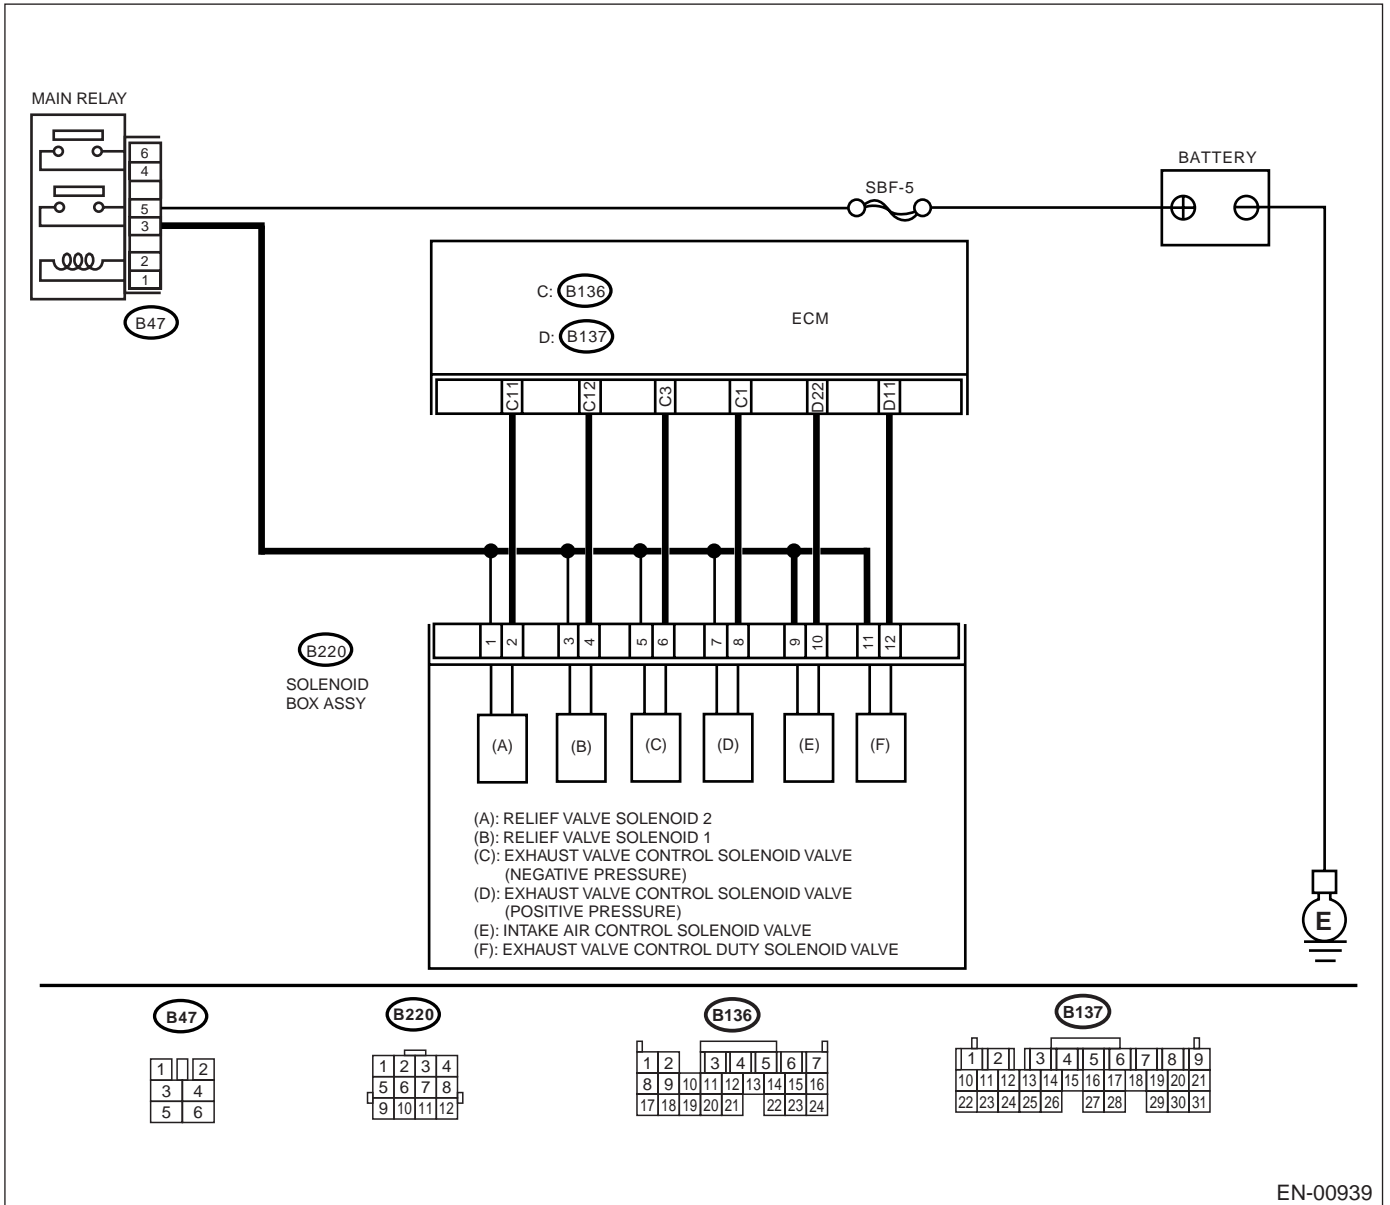 MAIN RELAY
6
4
5
3
2
1
B47
SBF-5
BATTERY
C: B136
D: B137
ECM
C11 C12 C3 C1 D22 D11
B220
SOLENOID
BOX ASSY
1 2 3 4 5 6 7 8 9 10 11 12
(A) (B) (C) (D) (E) (F)
(A): RELIEF VALVE SOLENOID 2
(B): RELIEF VALVE SOLENOID 1
(C): EXHAUST VALVE CONTROL SOLENOID VALVE
(NEGATIVE PRESSURE)
(D): EXHAUST VALVE CONTROL SOLENOID VALVE
(POSITIVE PRESSURE)
(E): INTAKE AIR CONTROL SOLENOID VALVE
(F): EXHAUST VALVE CONTROL DUTY SOLENOID VALVE
E
B47
1 2
3 4
5 6
B220
1 2 3 4
5 6 7 8
9 10 11 12
B136
1 2 3 4 5 6 7
8 9 10 11 12 13 14 15 16
17 18 19 20 21 22 23 24
B137
1 2 3 4 5 6 7 8 9
10 11 12 13 14 15 16 17 18 19 20 21
22 23 24 25 26 27 28 29 30 31
EN-00939